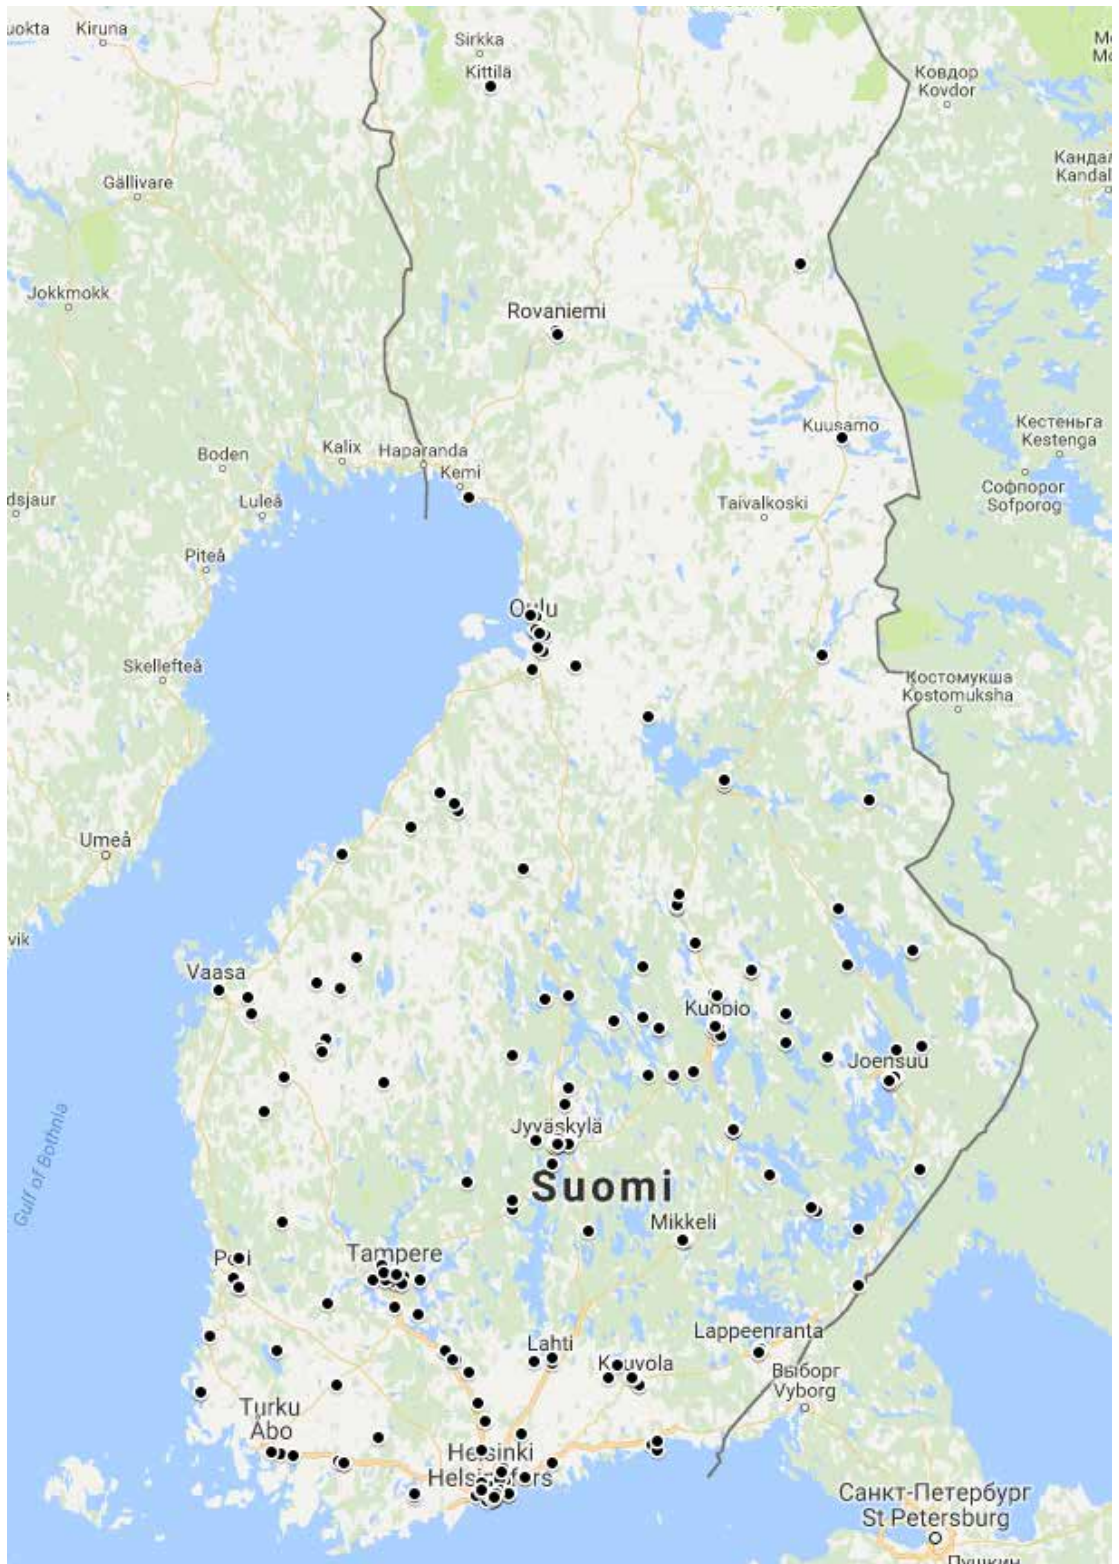 Kiruna
Sirkka
Kittilä
Ковдор
Kovdor
Gällivare
Jokkmokk
Rovaniemi
Kuusamo
Кестеньга
Kestenga
Boden
Kalix
Haparanda
Kemi
Софпорог
Sofporog
Luleå
Taivalkoski
Piteå
Oulu
Skellefteå
Костомукша
Kostomuksha
Umeå
Vaasa
Kuopio
Joensuu
Jyväskylä
Gulf of Bothnia
Suomi
Mikkeli
Pori
Tampere
Lappeenranta
Lahti
Kouvola
Выборг
Vyborg
Turku
Åbo
Helsinki
Helsingfors
Санкт-Петербург
St Petersburg